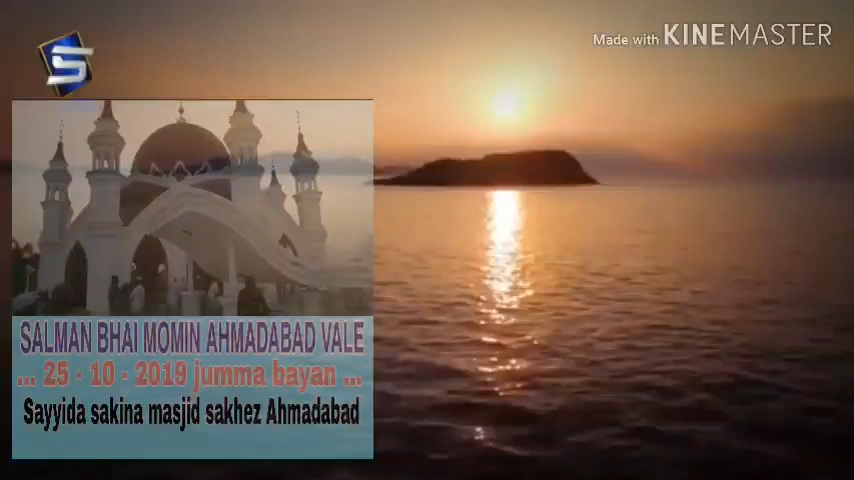 S
Made with KINEMASTER
SALMAN BHAI MOMIN AHMADABAD VALE
... 25 - 10 - 2019 jumma bayan ...
Sayyida sakina masjid sakhez Ahmadabad